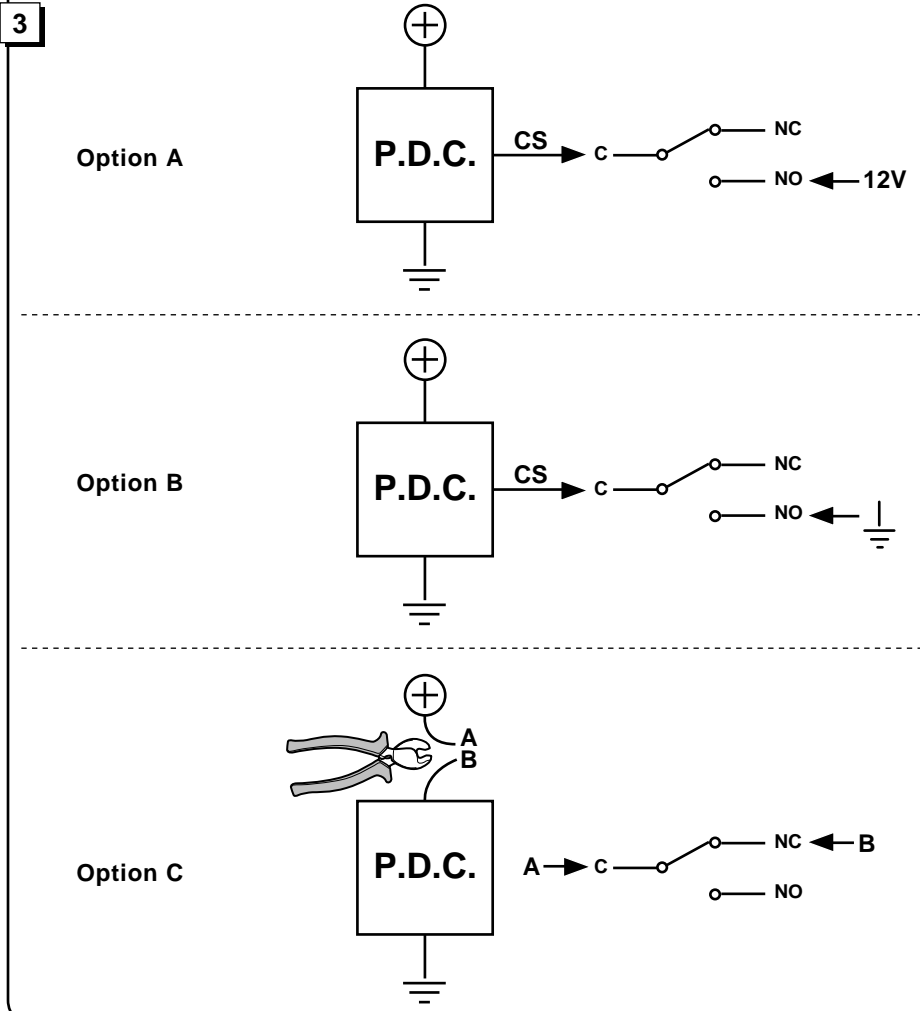 3
Option A
P.D.C.
CS
C
NC
NO
12V
Option B
P.D.C.
CS
C
NC
NO
Option C
A
B
P.D.C.
A
C
NC
B
NO